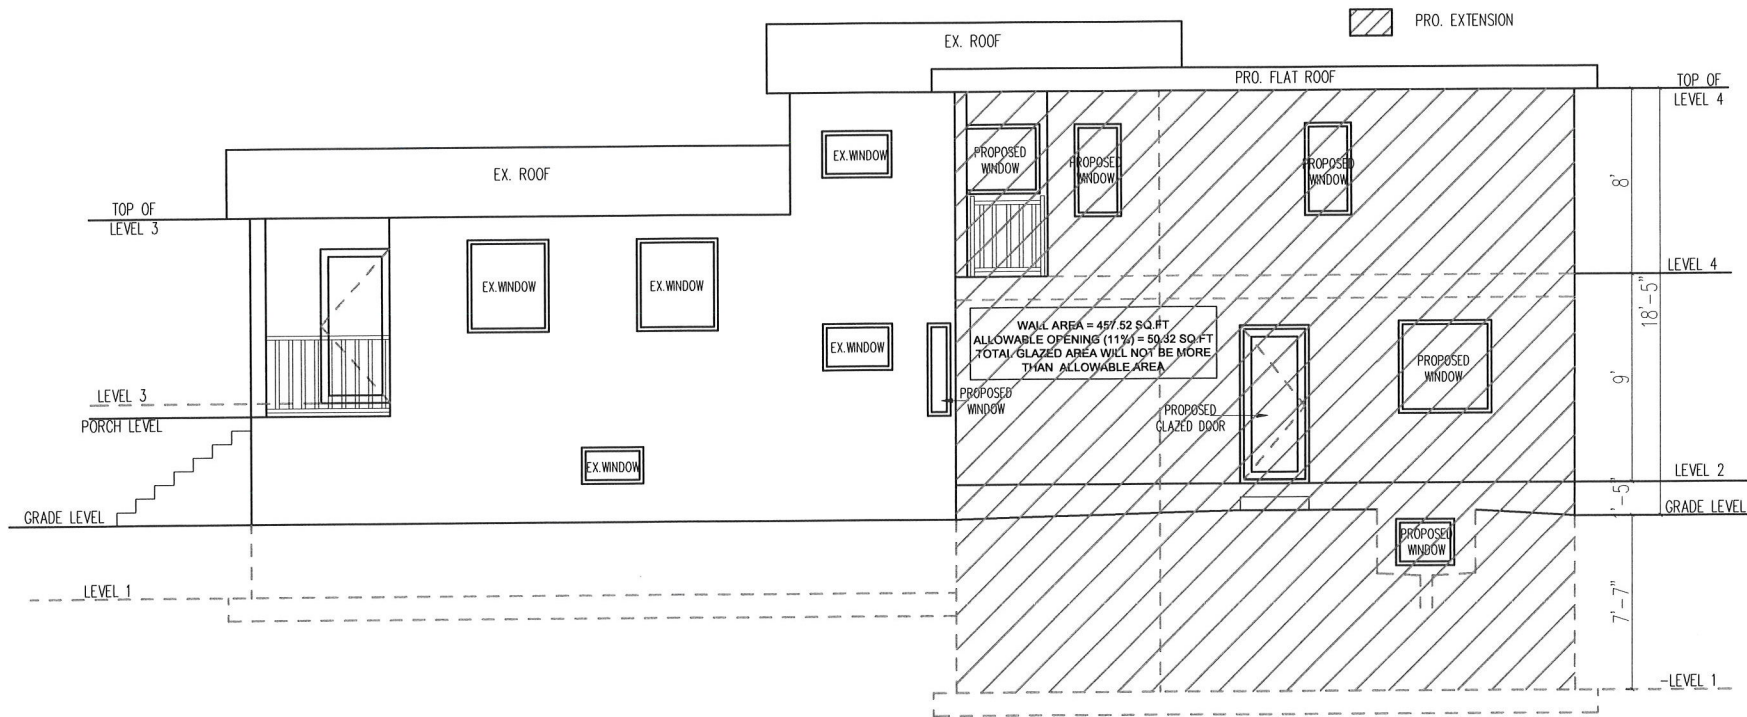 PRO. EXTENSION
EX. ROOF
PRO. FLAT ROOF
TOP OF
LEVEL 4
EX.WINDOW
PROPOSED
WINDOW
PROPOSED
WINDOW
PROPOSED
WINDOW
8'
EX. ROOF
TOP OF
LEVEL 3
EX.WINDOW
EX.WINDOW
LEVEL 4
18'-5"
WALL AREA = 457.52 SQ.FT
ALLOWABLE OPENING (11%) = 50.32 SQ.FT
TOTAL GLAZED AREA WILL NOT BE MORE
THAN ALLOWABLE AREA
EX.WINDOW
PROPOSED
WINDOW
9'
LEVEL 3
PORCH LEVEL
PROPOSED
WINDOW
PROPOSED
GLAZED DOOR
EX.WINDOW
LEVEL 2
1'-5"
GRADE LEVEL
GRADE LEVEL
PROPOSED
WINDOW
LEVEL 1
7'-7"
LEVEL 1